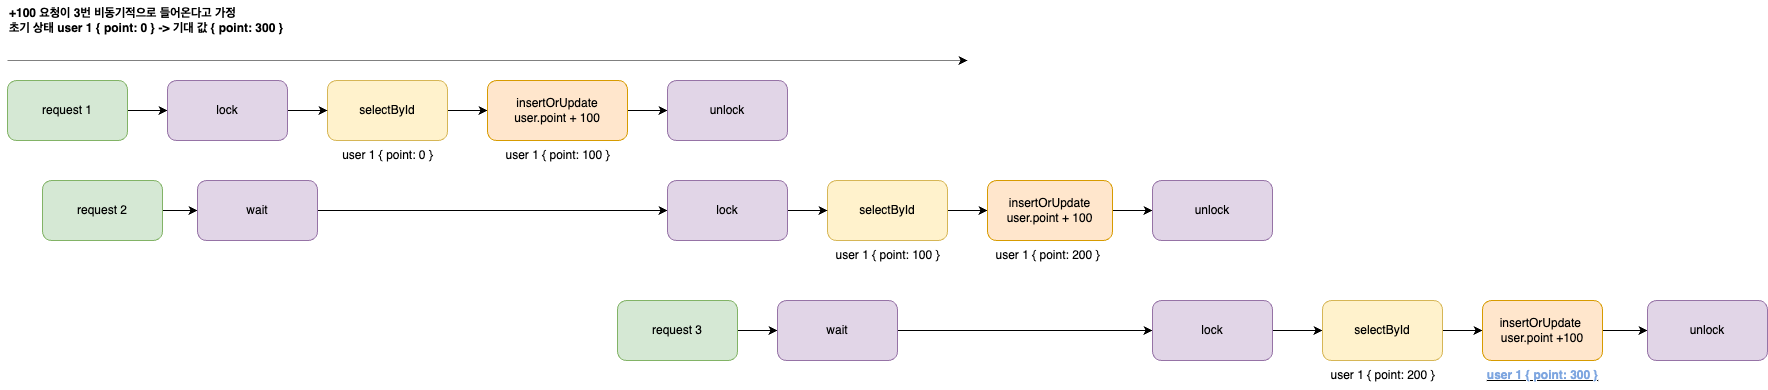 +100 요청이 3번 비동기적으로 들어온다고 가정
초기 상태 user 1 { point: 0 } -> 기대 값 { point: 300 }
request 1
lock
selectById
insertOrUpdate
user.point + 100
unlock
user 1 { point: 0 }
user 1 { point: 100 }
request 2
wait
lock
selectById
insertOrUpdate
user.point + 100
unlock
user 1 { point: 100 }
user 1 { point: 200 }
request 3
wait
lock
selectById
insertOrUpdate
user.point +100
unlock
user 1 { point: 200 }
user 1 { point: 300 }